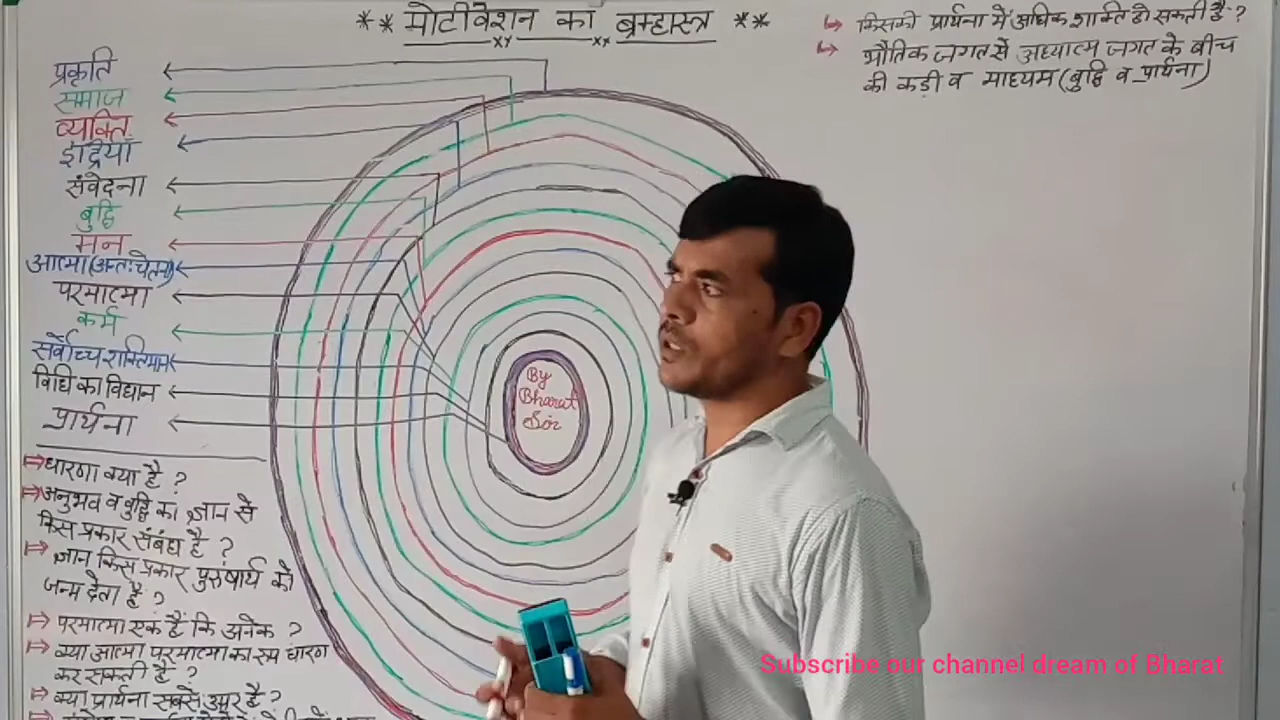 ** मोटीवेशन का ब्रम्हास्त्र **
प्रकृति
समाज
व्यक्ति
इंद्रियाँ
संवेदना
बुद्धि
मन
आत्मा(अन्तःचेतना)
परमात्मा
कर्म
सर्वोच्च-शक्तिमान
विधि का विधान
प्रार्थना
धारणा क्या है ?
अनुभव व बुद्धि का ज्ञान से
किस प्रकार संबंध है ?
ज्ञान किस प्रकार पुरुषार्थ को
जन्म देता है ?
परमात्मा एक हैं कि अनेक ?
क्या आत्मा परमात्मा का रूप धारण
कर सकती है ?
क्या प्रार्थना सबसे ऊपर है ?
By
Bharat
Sir
किसकी प्रार्थना में अधिक शक्ति हो सकती है ?
भौतिक जगत से अध्यात्म जगत के बीच
की कड़ी व माध्यम (बुद्धि व प्रार्थना)
Subscribe our channel dream of Bharat